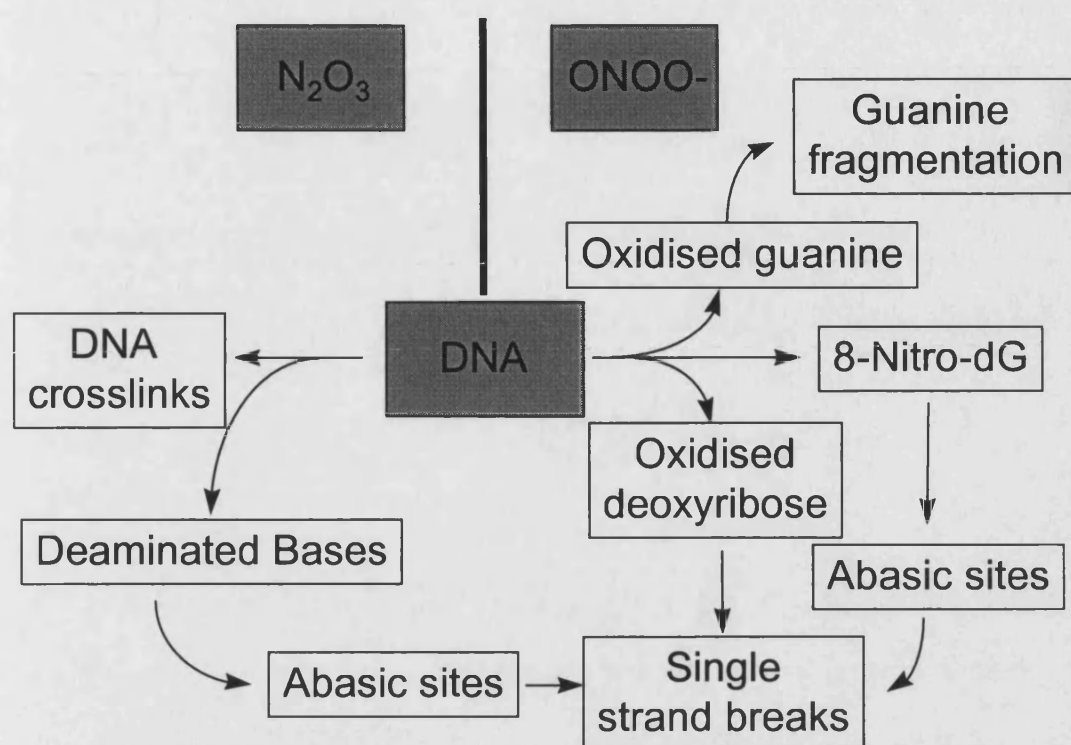 N₂O₃
ONOO-
Guanine
fragmentation
Oxidised guanine
DNA
crosslinks
DNA
8-Nitro-dG
Oxidised
deoxyribose
Deaminated Bases
Abasic sites
Abasic sites
Single
strand breaks